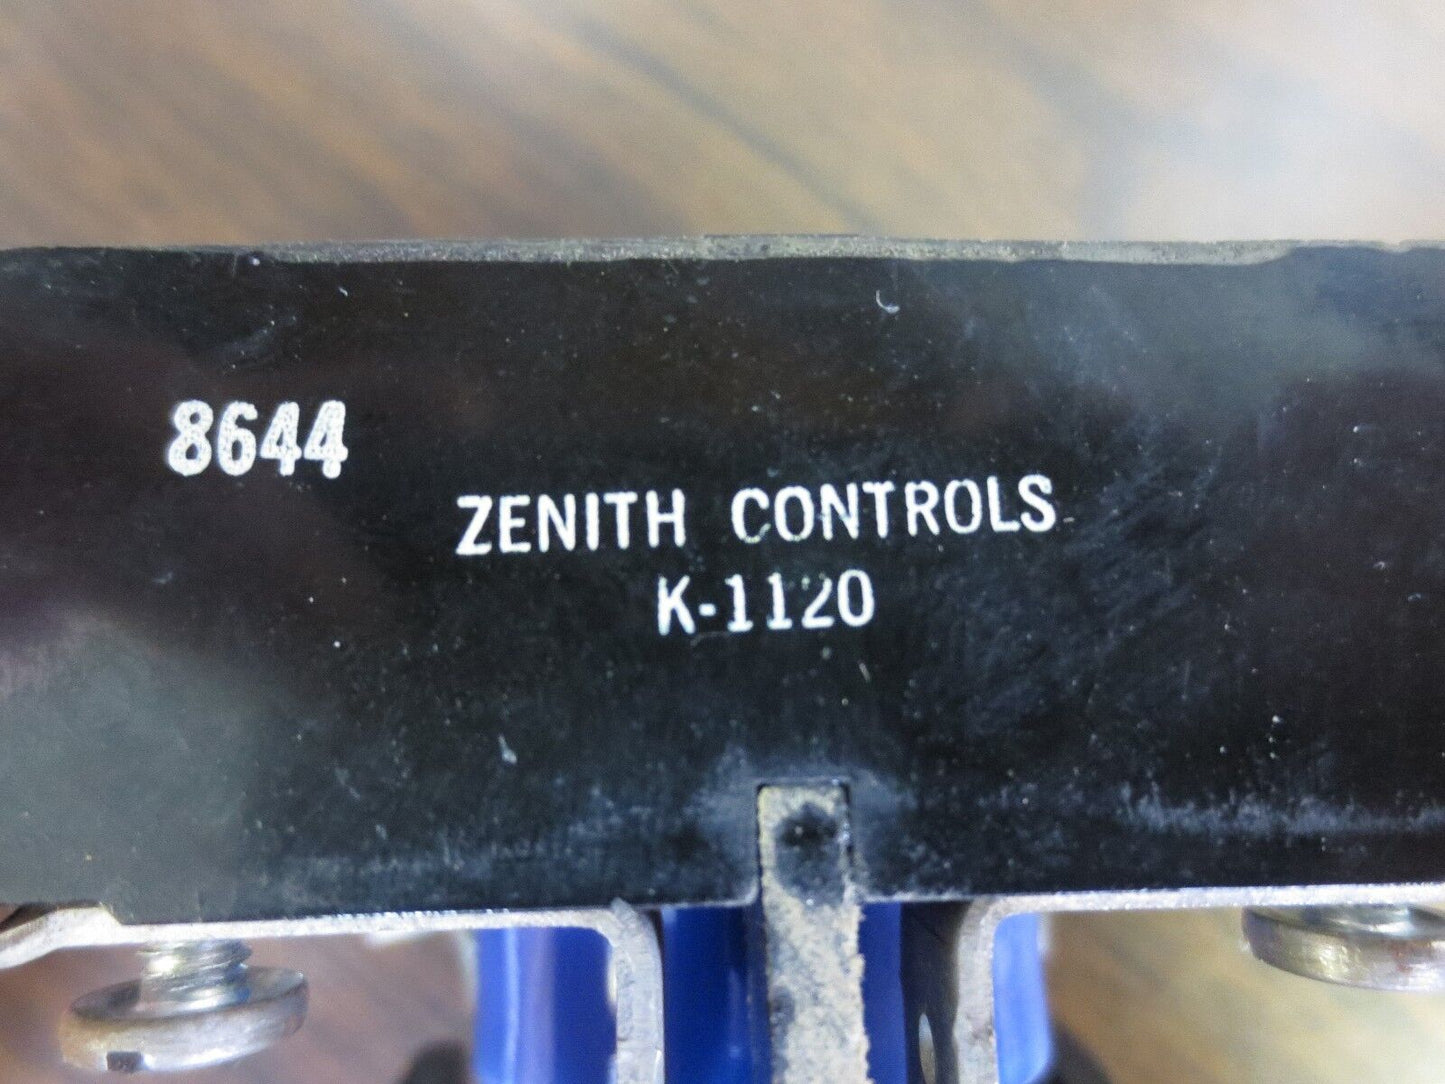 8644
ZENITH CONTROLS
K-1120